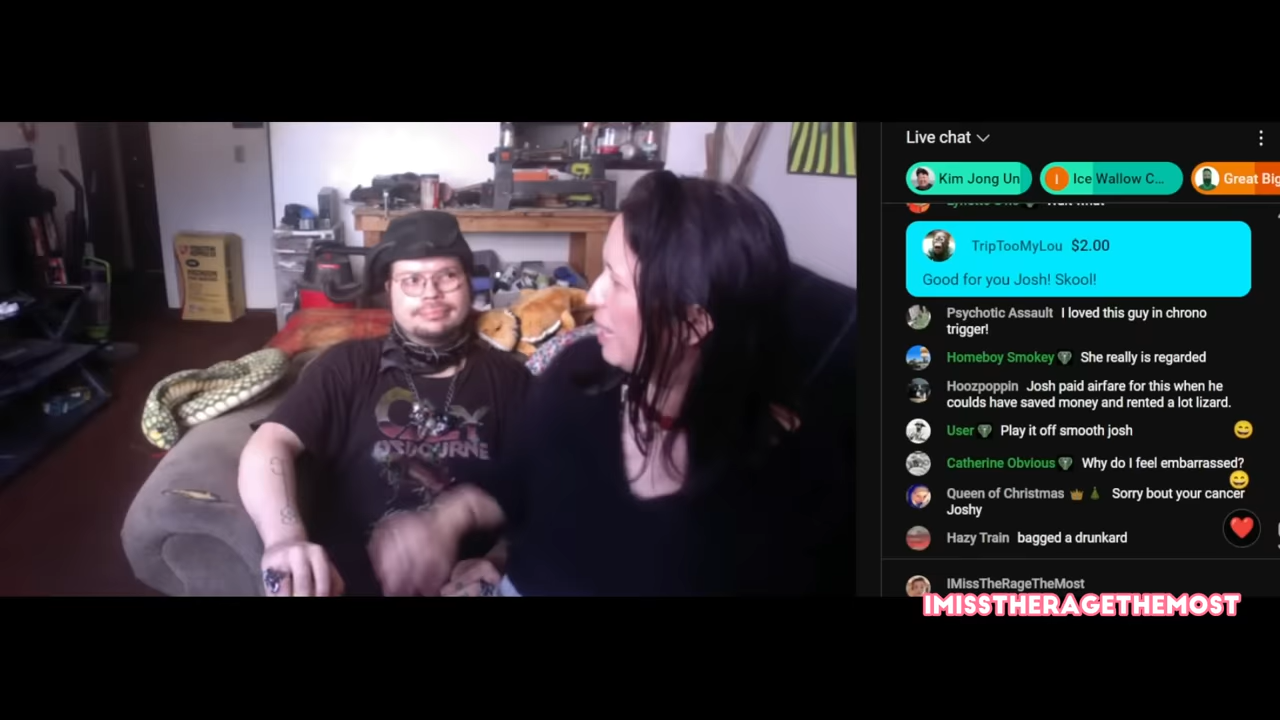 Live chat
Kim Jong Un
I
Ice Wallow C...
Great Big
TripTooMyLou $2.00
Good for you Josh! Skool!
Psychotic Assault I loved this guy in chrono
trigger!
Homeboy Smokey She really is regarded
Hoozpoppin Josh paid airfare for this when he
coulds have saved money and rented a lot lizard.
User Play it off smooth josh
Catherine Obvious Why do I feel embarrassed?
Queen of Christmas Sorry bout your cancer
Joshy
Hazy Train bagged a drunkard
IMissTheRageTheMost
IMISSTHERAGETHEMOST
OZZY
OSBOURNE